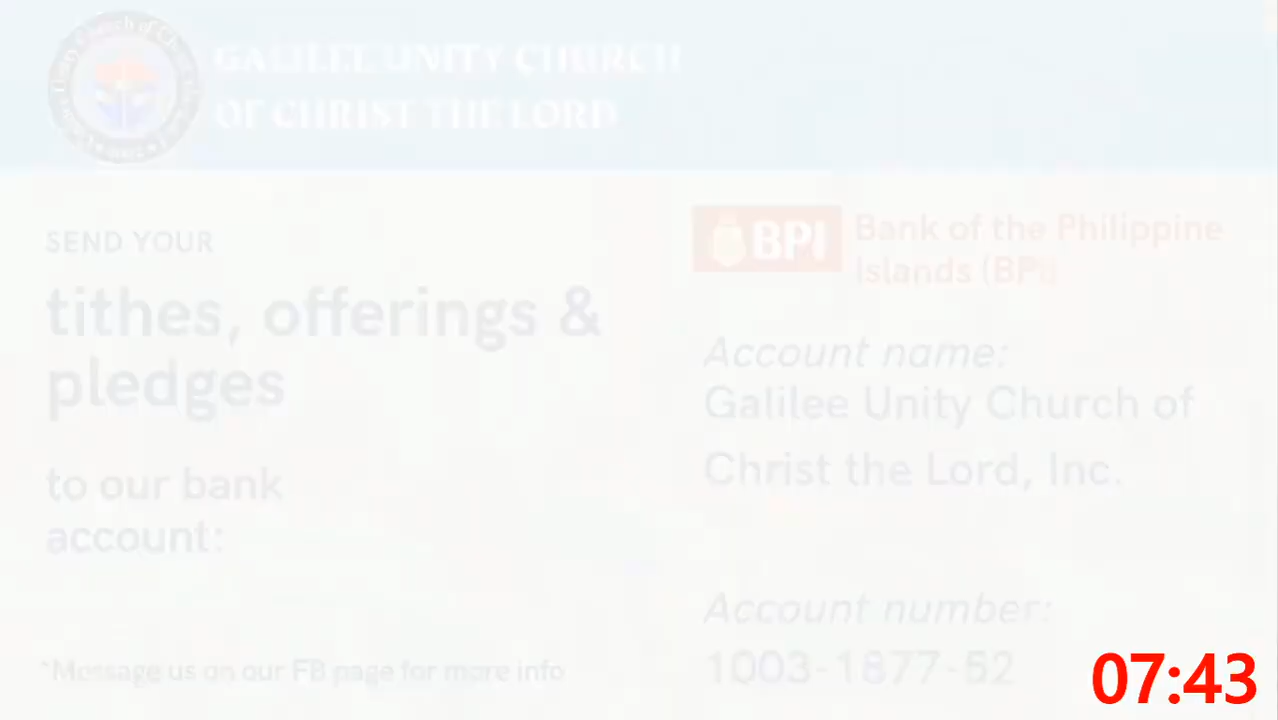 GALILEE UNITY CHURCH
OF CHRIST THE LORD
SEND YOUR
tithes, offerings &
pledges
to our bank
account:
*Message us on our FB page for more info
BPI
Bank of the Philippine
Islands (BPI)
Account name:
Galilee Unity Church of
Christ the Lord, Inc.
Account number:
1003-1877-52
07:43